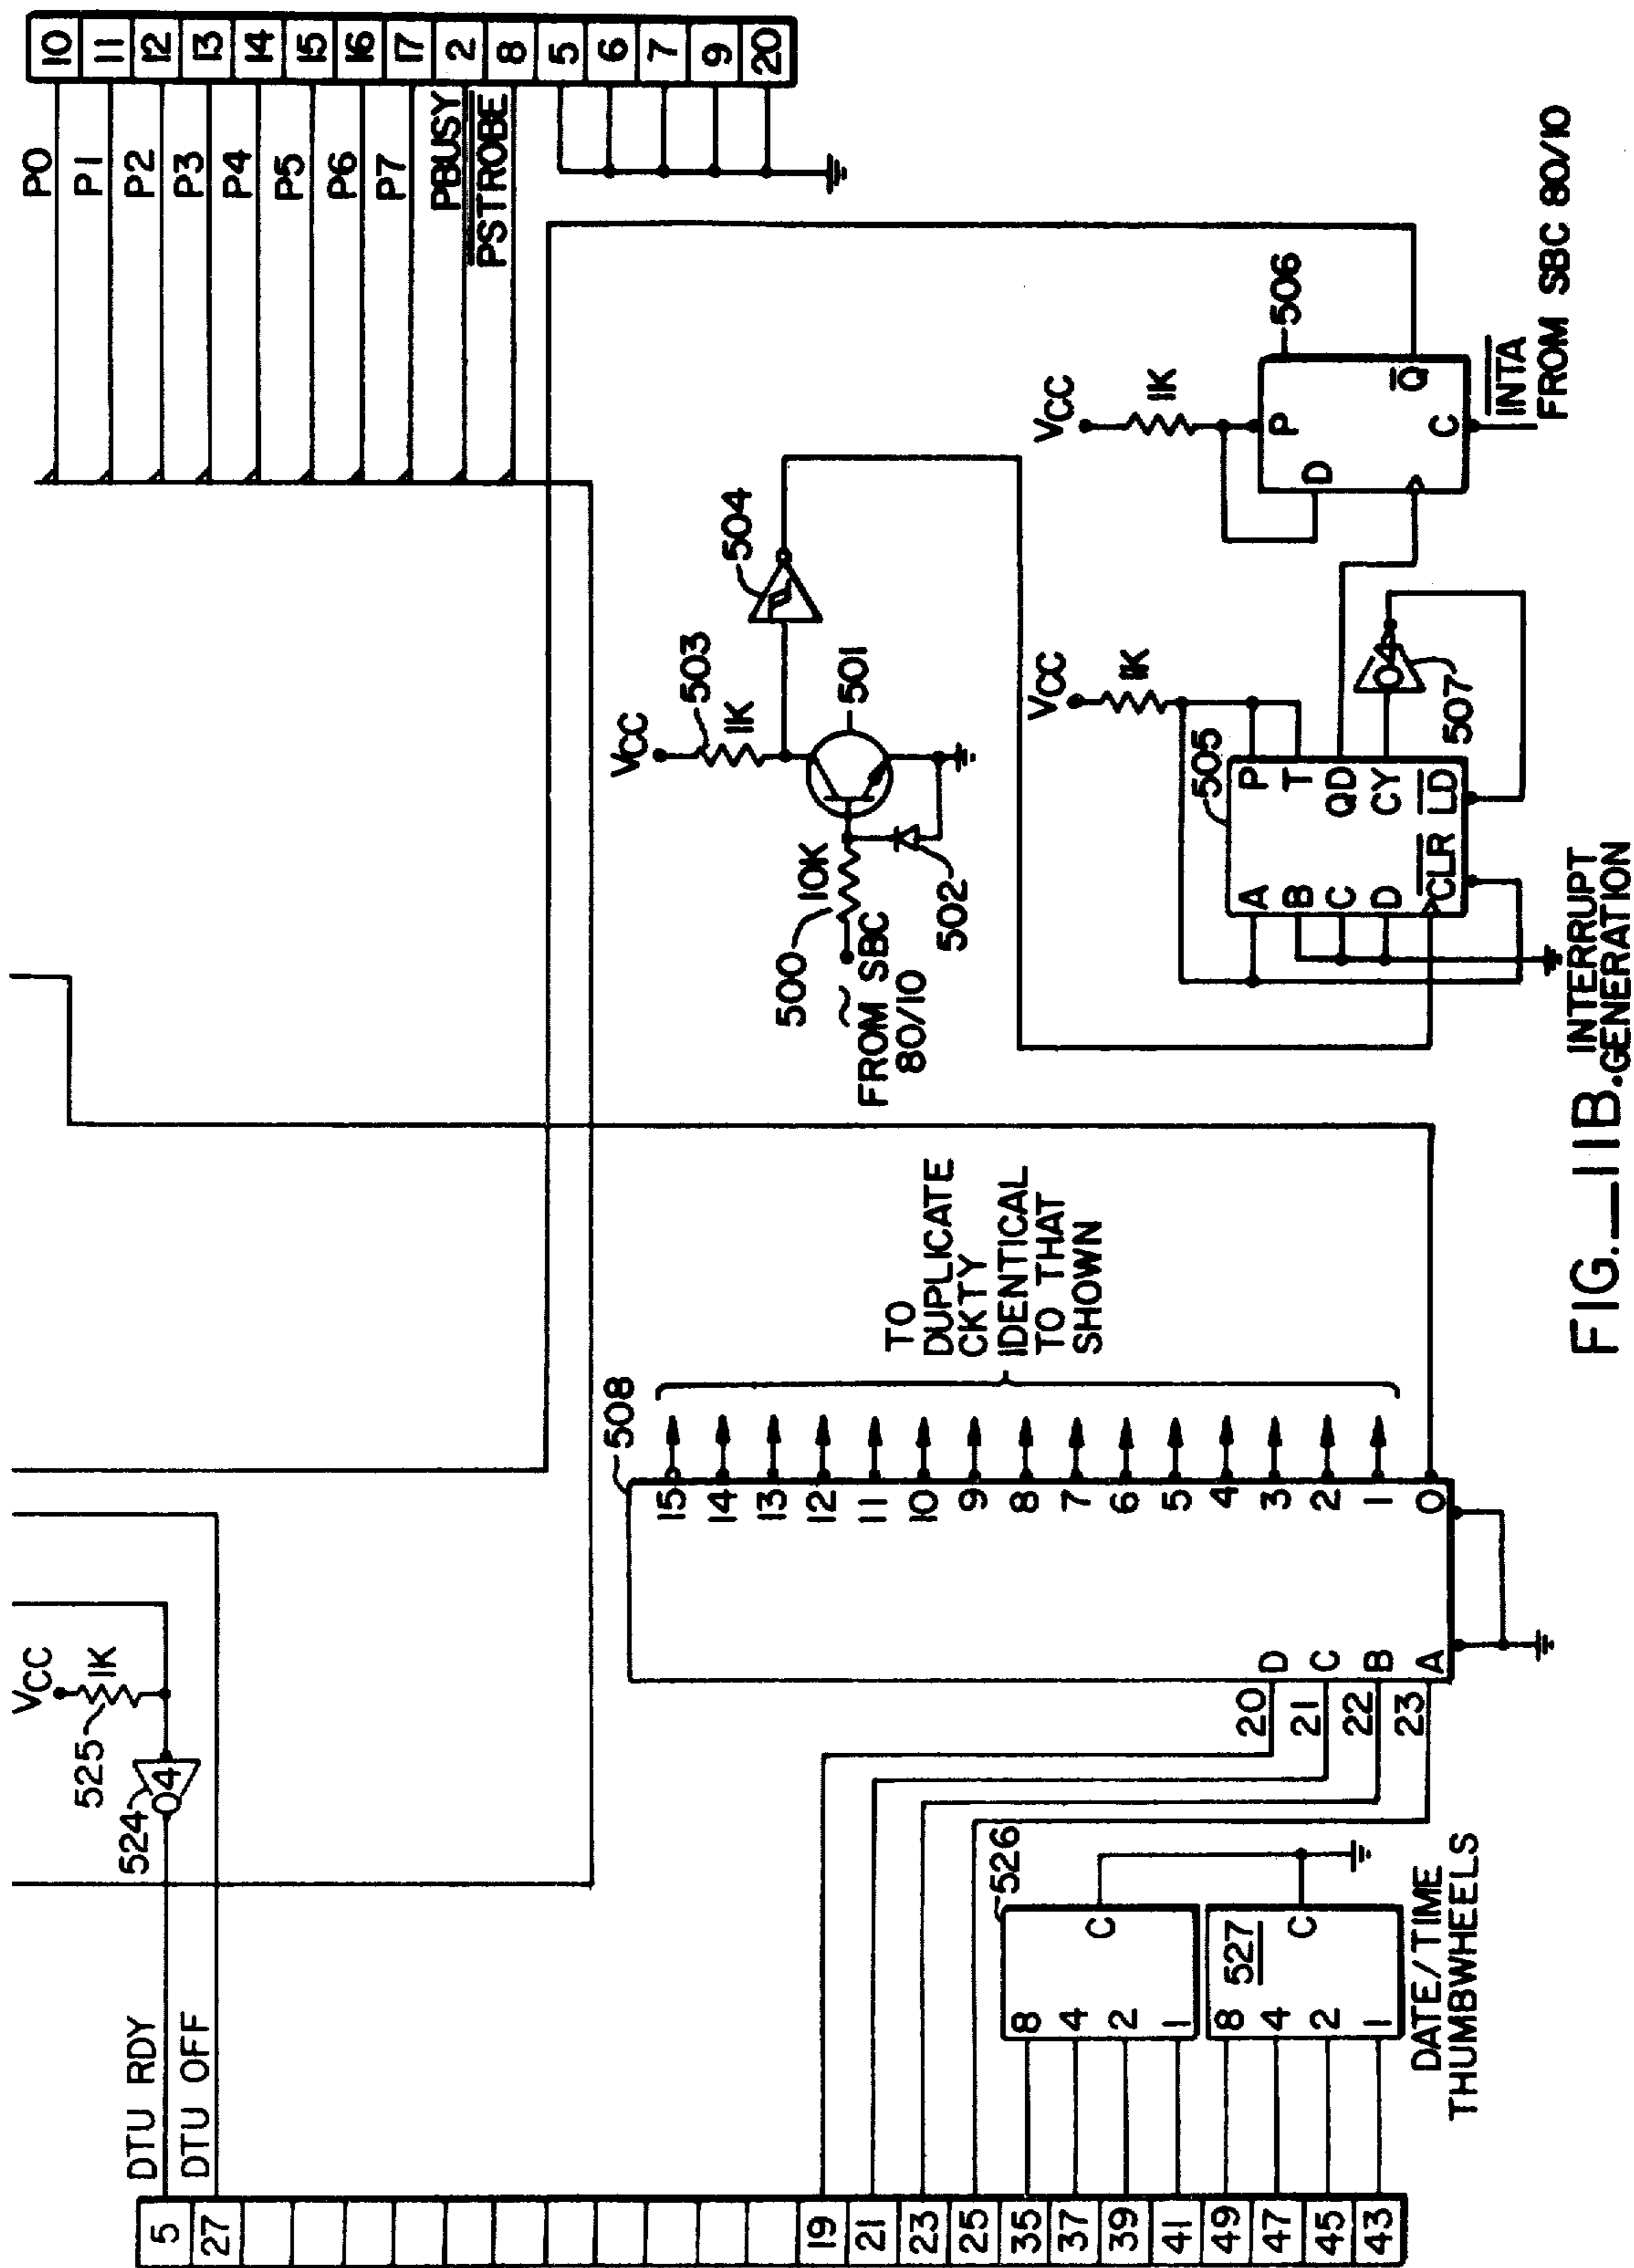 DTU RDY
DTU OFF
5
27
19
21
23
25
35
37
39
41
49
47
45
43
524
04
525
VCC
1K
526
8
4
2
1
C
527
8
4
2
1
C
DATE/TIME
THUMBWHEELS
508
20
21
22
23
D
C
B
A
15
14
13
12
11
10
9
8
7
6
5
4
3
2
1
0
TO
DUPLICATE
CKTY
IDENTICAL
TO THAT
SHOWN
500
10K
~
FROM SBC
80/10
502
501
VCC
503
1K
504
505
A
B
C
D
CLR
P
T
QD
CY
LD
VCC
1K
04
507
VCC
1K
506
D
P
Q
C
INTA
FROM SBC 80/10
P0
P1
P2
P3
P4
P5
P6
P7
PBUSY
PSTROBE
10
11
12
13
14
15
16
17
2
8
5
6
7
9
20
FIG._11B. INTERRUPT
GENERATION